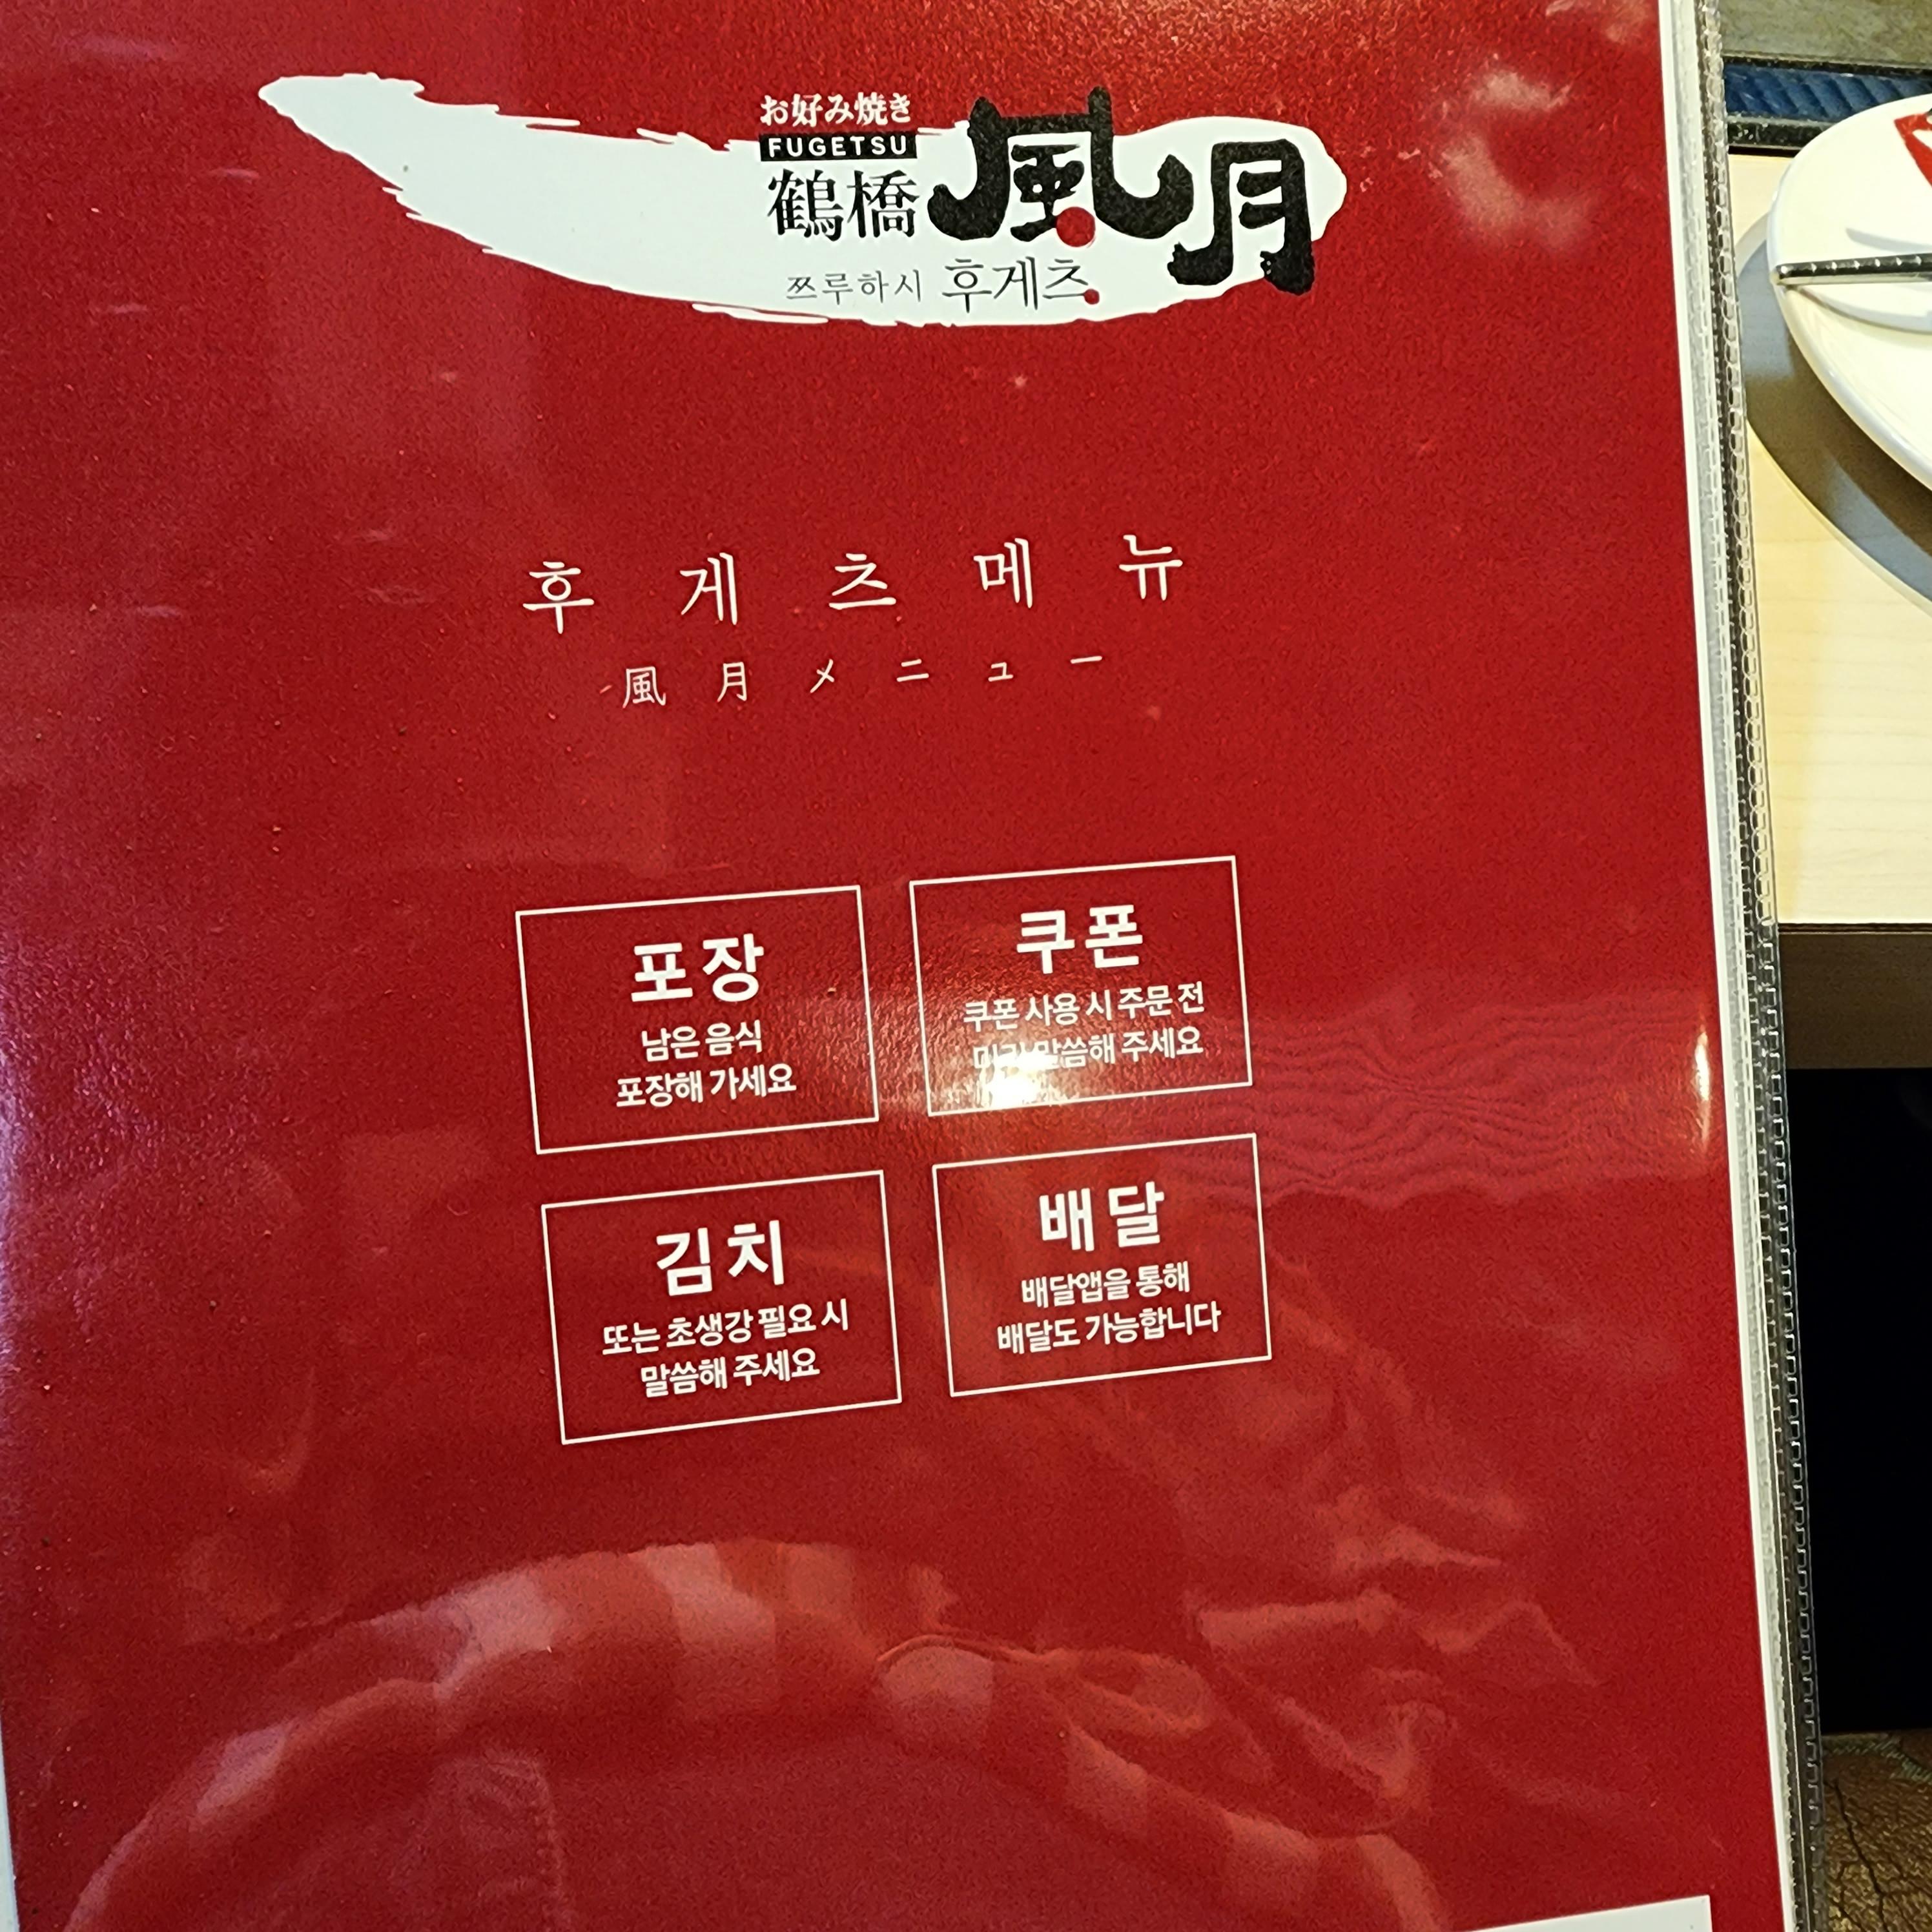 お好み焼き
FUGETSU
鶴橋
風月
쯔루하시 후게츠
후게츠메뉴
風月メニュー
포장
남은 음식
포장해 가세요
쿠폰
쿠폰 사용 시 주문 전
미리 말씀해 주세요
김치
또는 초생강 필요 시
말씀해 주세요
배달
배달앱을 통해
배달도 가능합니다